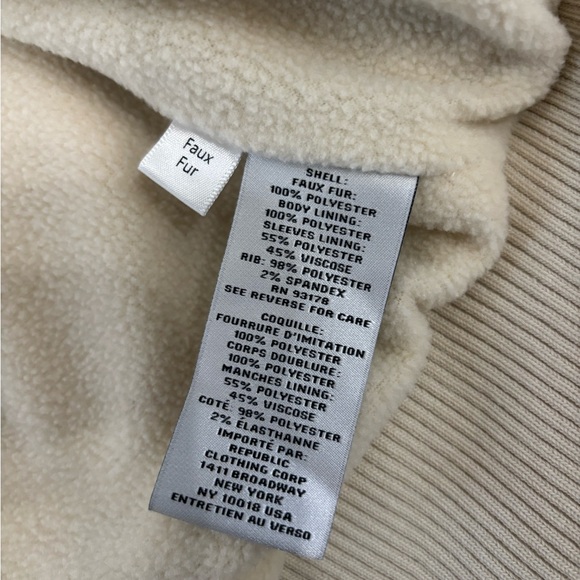 Faux
Fur
SHELL:
FAUX FUR:
100% POLYESTER
BODY LINING:
100% POLYESTER
SLEEVES LINING:
55% POLYESTER
45% VISCOSE
RIB: 98% POLYESTER
2% SPANDEX
RN 93178
SEE REVERSE FOR CARE
COQUILLE:
FOURRURE D'IMITATION
100% POLYESTER
CORPS DOUBLURE:
100% POLYESTER
MANCHES LINING:
55% POLYESTER
45% VISCOSE
COTÉ: 98% POLYESTER
2% ÉLASTHANNE
IMPORTÉ PAR:
REPUBLIC
CLOTHING CORP
1411 BROADWAY
NEW YORK
NY 10018 USA
ENTRETIEN AU VERSO